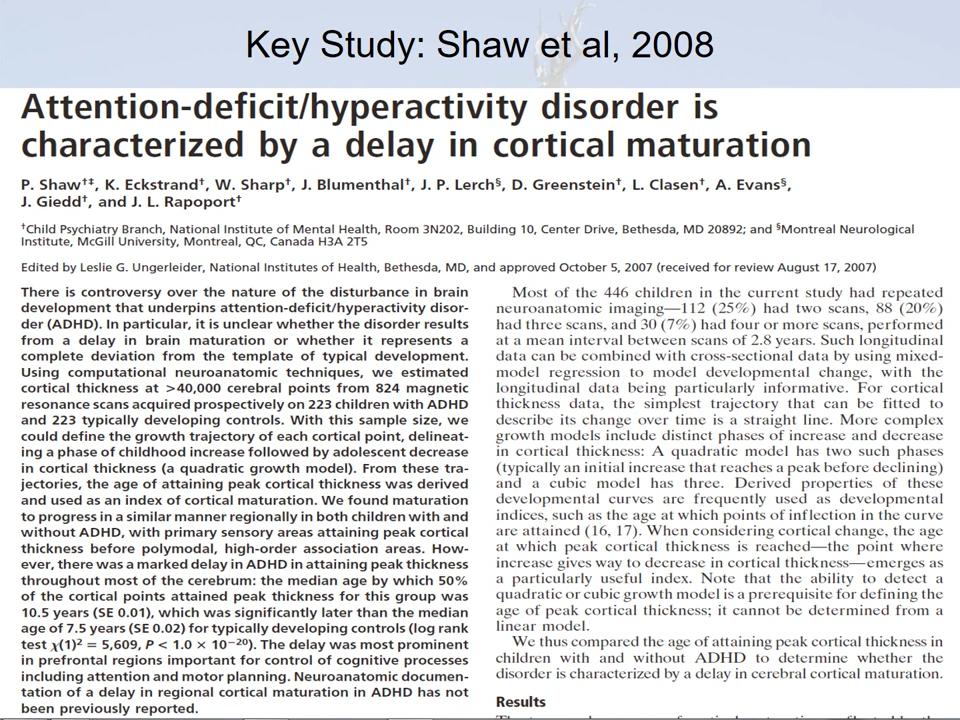 Key Study: Shaw et al, 2008
Attention-deficit/hyperactivity disorder is
characterized by a delay in cortical maturation
P. Shaw†‡, K. Eckstrand†, W. Sharp†, J. Blumenthal†, J. P. Lerch§, D. Greenstein†, L. Clasen†, A. Evans§,
J. Giedd†, and J. L. Rapoport†
†Child Psychiatry Branch, National Institute of Mental Health, Room 3N202, Building 10, Center Drive, Bethesda, MD 20892; and §Montreal Neurological
Institute, McGill University, Montreal, QC, Canada H3A 2T5
Edited by Leslie G. Ungerleider, National Institutes of Health, Bethesda, MD, and approved October 5, 2007 (received for review August 17, 2007)
There is controversy over the nature of the disturbance in brain
development that underpins attention-deficit/hyperactivity disor-
der (ADHD). In particular, it is unclear whether the disorder results
from a delay in brain maturation or whether it represents a
complete deviation from the template of typical development.
Using computational neuroanatomic techniques, we estimated
cortical thickness at >40,000 cerebral points from 824 magnetic
resonance scans acquired prospectively on 223 children with ADHD
and 223 typically developing controls. With this sample size, we
could define the growth trajectory of each cortical point, delineat-
ing a phase of childhood increase followed by adolescent decrease
in cortical thickness (a quadratic growth model). From these tra-
jectories, the age of attaining peak cortical thickness was derived
and used as an index of cortical maturation. We found maturation
to progress in a similar manner regionally in both children with and
without ADHD, with primary sensory areas attaining peak cortical
thickness before polymodal, high-order association areas. How-
ever, there was a marked delay in ADHD in attaining peak thickness
throughout most of the cerebrum: the median age by which 50%
of the cortical points attained peak thickness for this group was
10.5 years (SE 0.01), which was significantly later than the median
age of 7.5 years (SE 0.02) for typically developing controls (log rank
test χ(1)² = 5,609, P < 1.0 × 10⁻²⁰). The delay was most prominent
in prefrontal regions important for control of cognitive processes
including attention and motor planning. Neuroanatomic documen-
tation of a delay in regional cortical maturation in ADHD has not
been previously reported.
Most of the 446 children in the current study had repeated
neuroanatomic imaging—112 (25%) had two scans, 88 (20%)
had three scans, and 30 (7%) had four or more scans, performed
at a mean interval between scans of 2.8 years. Such longitudinal
data can be combined with cross-sectional data by using mixed-
model regression to model developmental change, with the
longitudinal data being particularly informative. For cortical
thickness data, the simplest trajectory that can be fitted to
describe its change over time is a straight line. More complex
growth models include distinct phases of increase and decrease
in cortical thickness: A quadratic model has two such phases
(typically an initial increase that reaches a peak before declining)
and a cubic model has three. Derived properties of these
developmental curves are frequently used as developmental
indices, such as the age at which points of inflection in the curve
are attained (16, 17). When considering cortical change, the age
at which peak cortical thickness is reached—the point where
increase gives way to decrease in cortical thickness—emerges as
a particularly useful index. Note that the ability to detect a
quadratic or cubic growth model is a prerequisite for defining the
age of peak cortical thickness; it cannot be determined from a
linear model.
We thus compared the age of attaining peak cortical thickness in
children with and without ADHD to determine whether the
disorder is characterized by a delay in cerebral cortical maturation.
Results